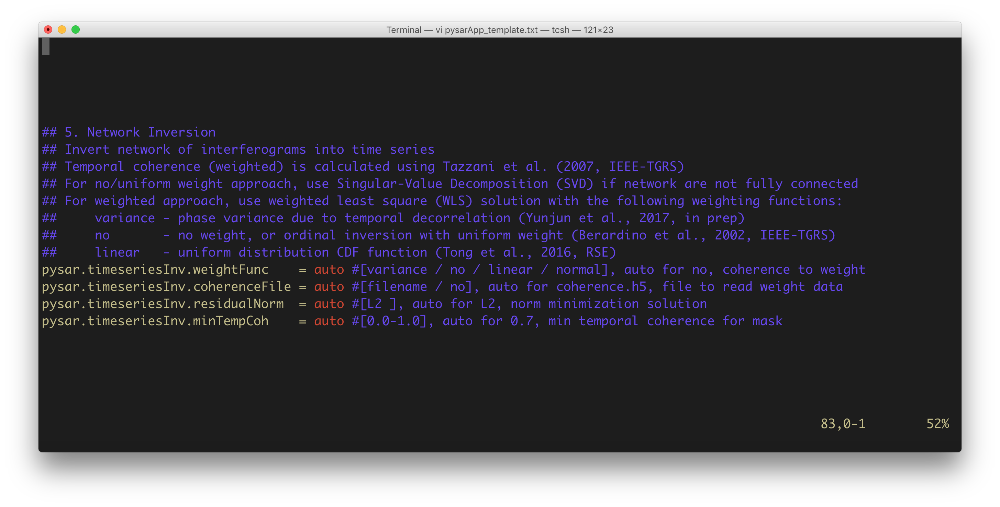 Terminal — vi pysarApp_template.txt — tcsh — 121×23
## 5. Network Inversion
## Invert network of interferograms into time series
## Temporal coherence (weighted) is calculated using Tazzani et al. (2007, IEEE-TGRS)
## For no/uniform weight approach, use Singular-Value Decomposition (SVD) if network are not fully connected
## For weighted approach, use weighted least square (WLS) solution with the following weighting functions:
##     variance - phase variance due to temporal decorrelation (Yunjun et al., 2017, in prep)
##     no       - no weight, or ordinal inversion with uniform weight (Berardino et al., 2002, IEEE-TGRS)
##     linear   - uniform distribution CDF function (Tong et al., 2016, RSE)
pysar.timeseriesInv.weightFunc    = auto #[variance / no / linear / normal], auto for no, coherence to weight
pysar.timeseriesInv.coherenceFile = auto #[filename / no], auto for coherence.h5, file to read weight data
pysar.timeseriesInv.residualNorm  = auto #[L2 ], auto for L2, norm minimization solution
pysar.timeseriesInv.minTempCoh    = auto #[0.0-1.0], auto for 0.7, min temporal coherence for mask
83,0-1        52%